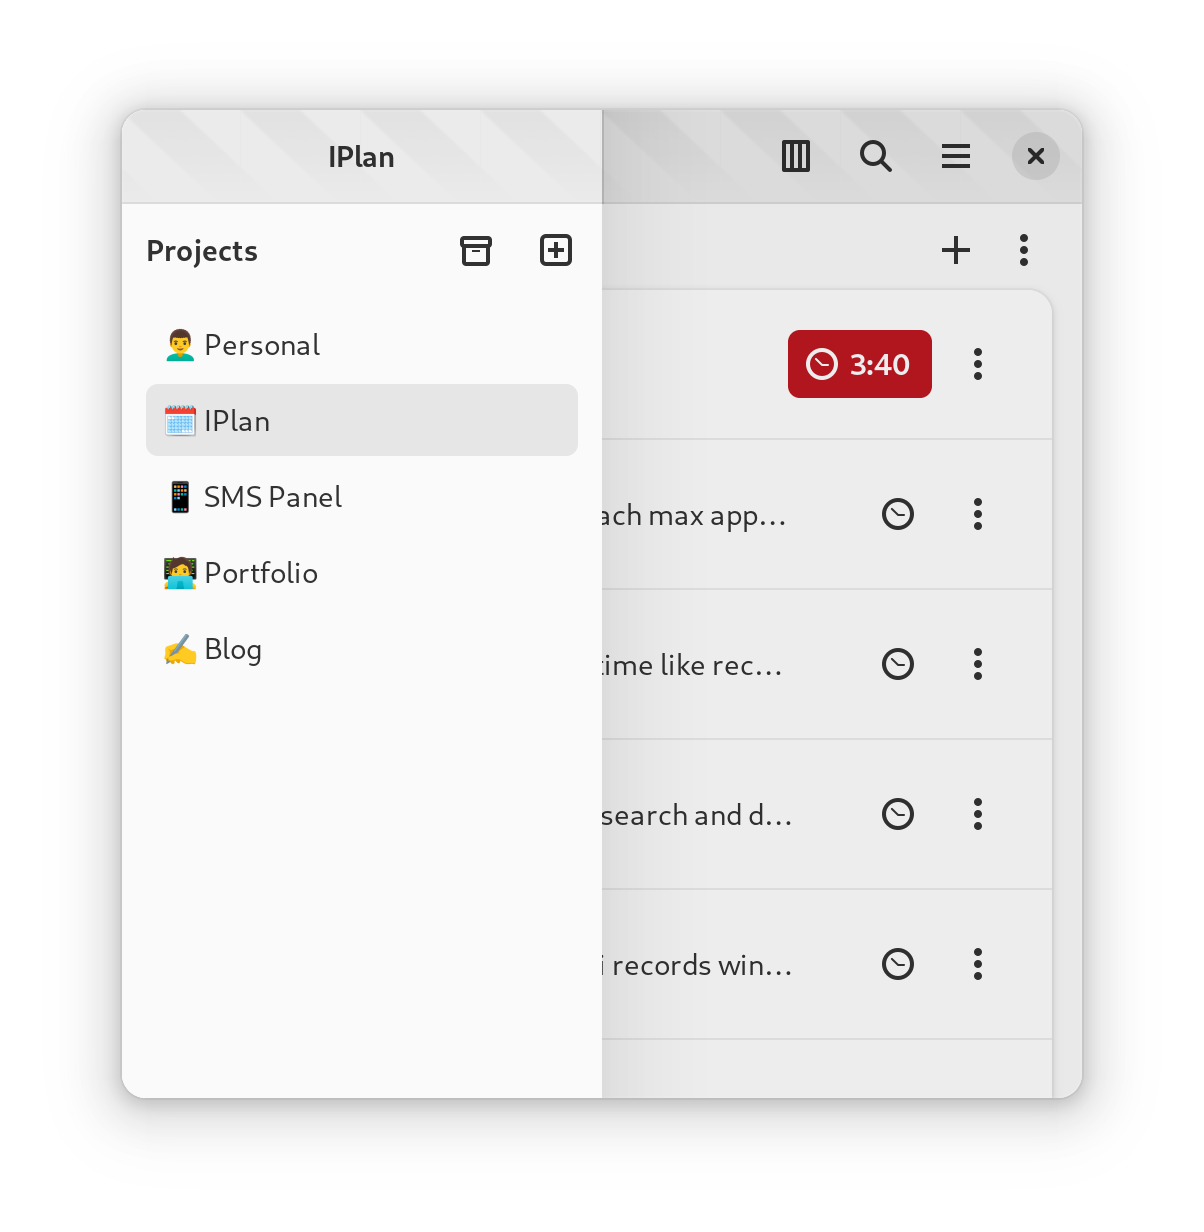 IPlan
Projects
Personal
IPlan
SMS Panel
Portfolio
Blog
3:40
ach max app…
time like rec…
search and d…
i records win…